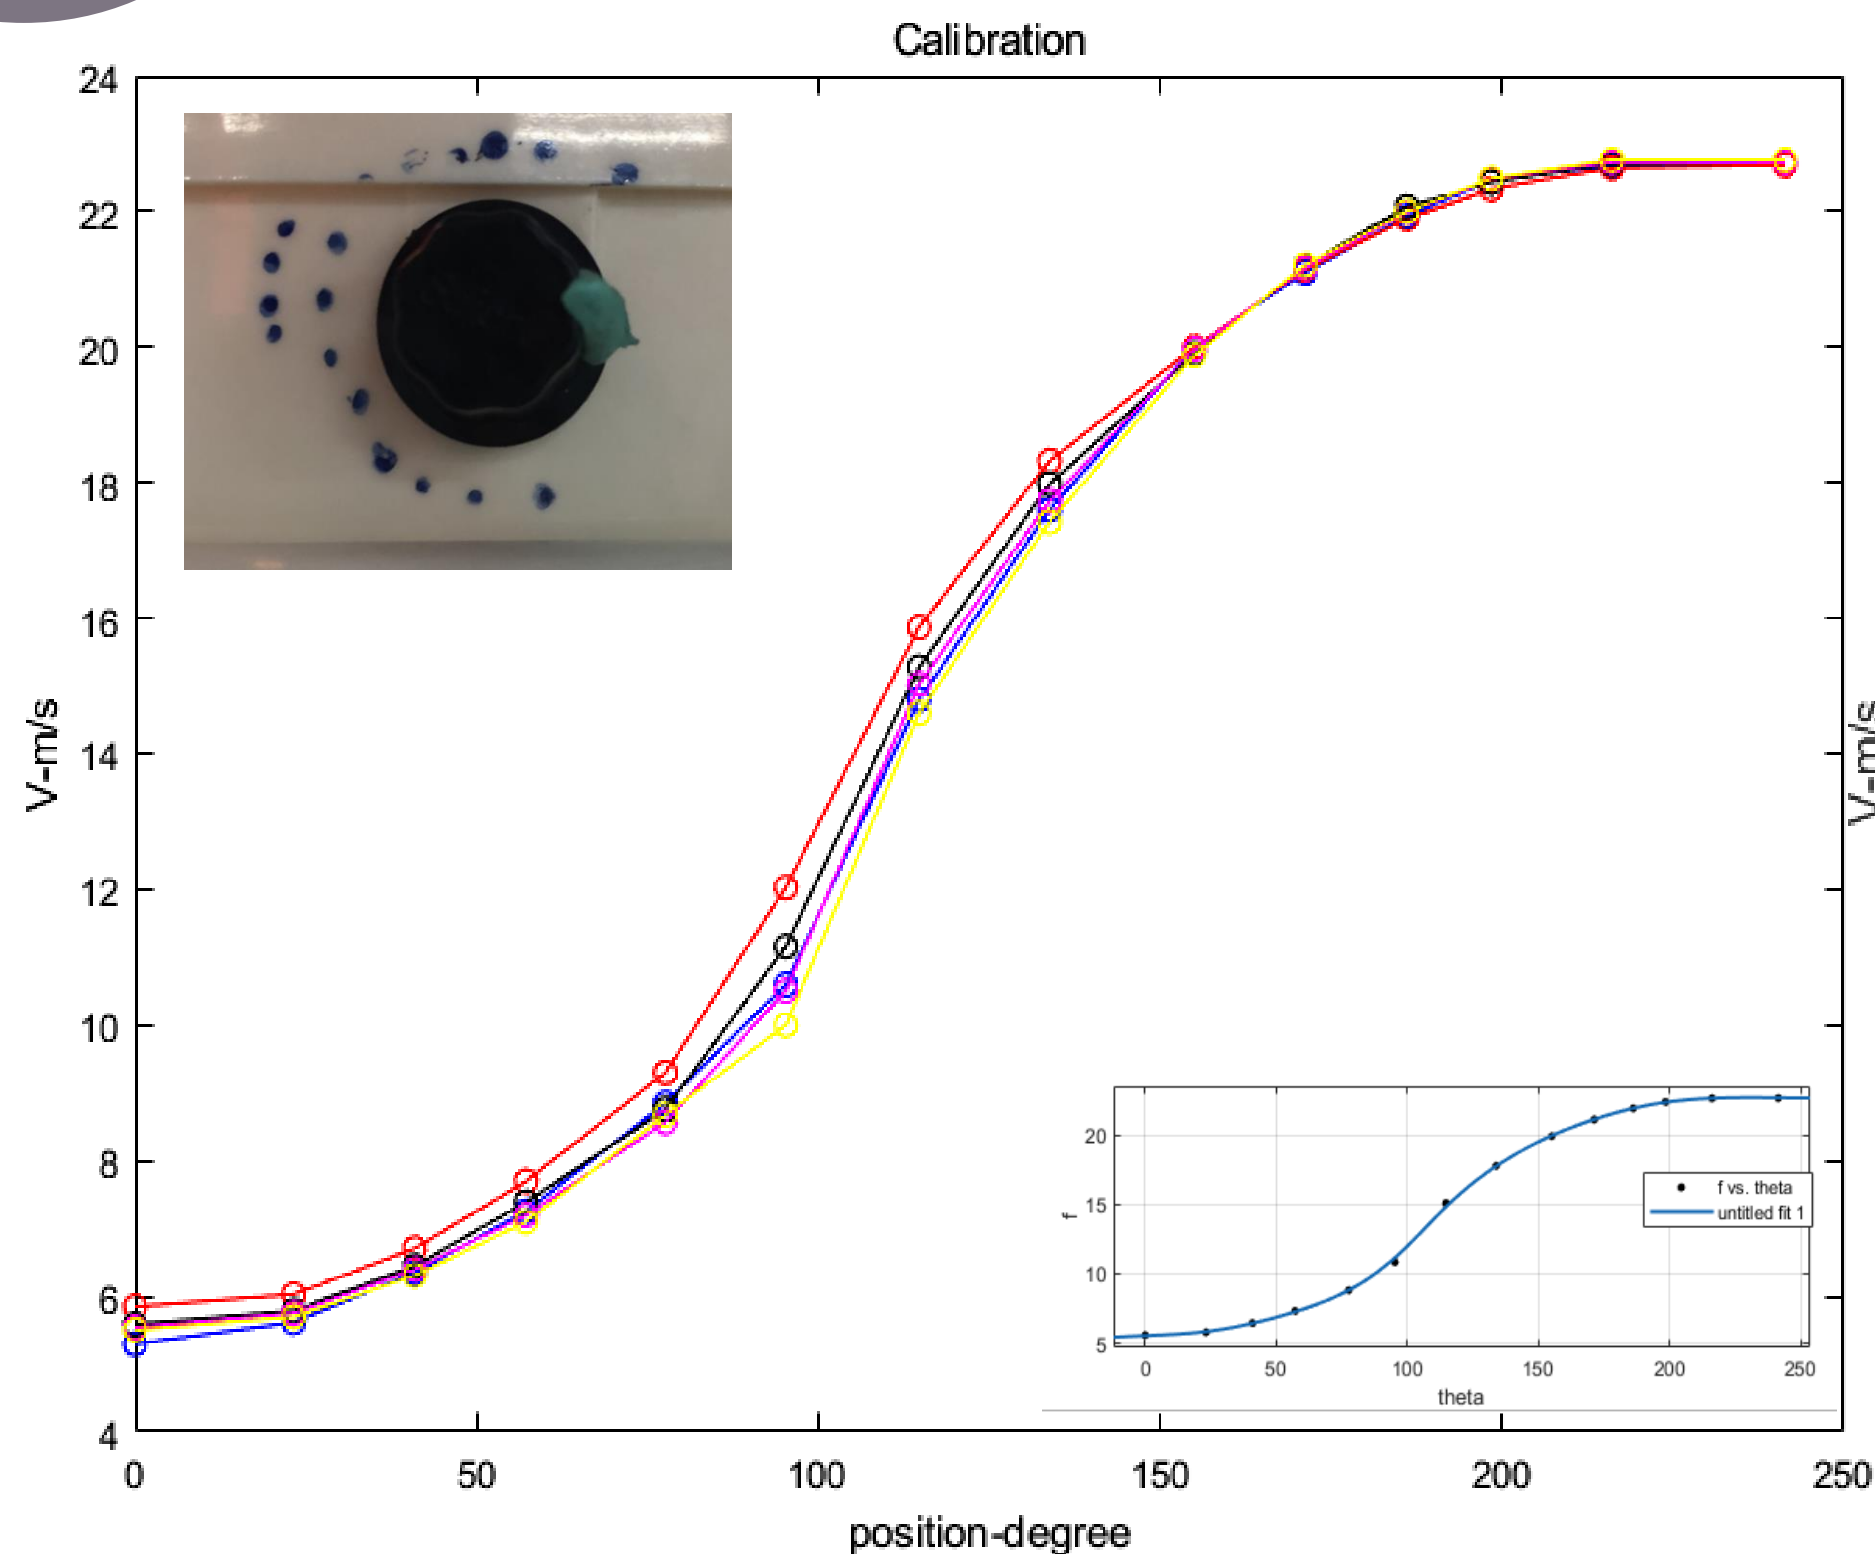 Calibration
24
22
20
18
16
14
12
10
8
6
4
V-m/s
V-m/s
0 50 100 150 200 250
position-degree
20
15
10
5
f
f vs. theta
untitled fit 1
0 50 100 150 200 250
theta